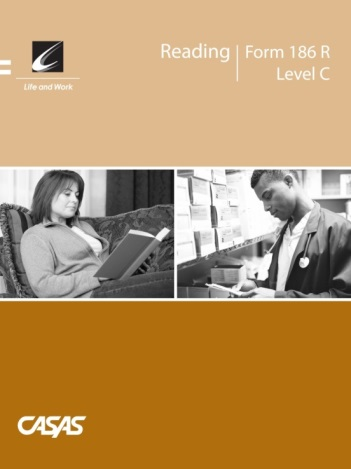 Reading | Form 186 R
Level C
Life and Work
CASAS